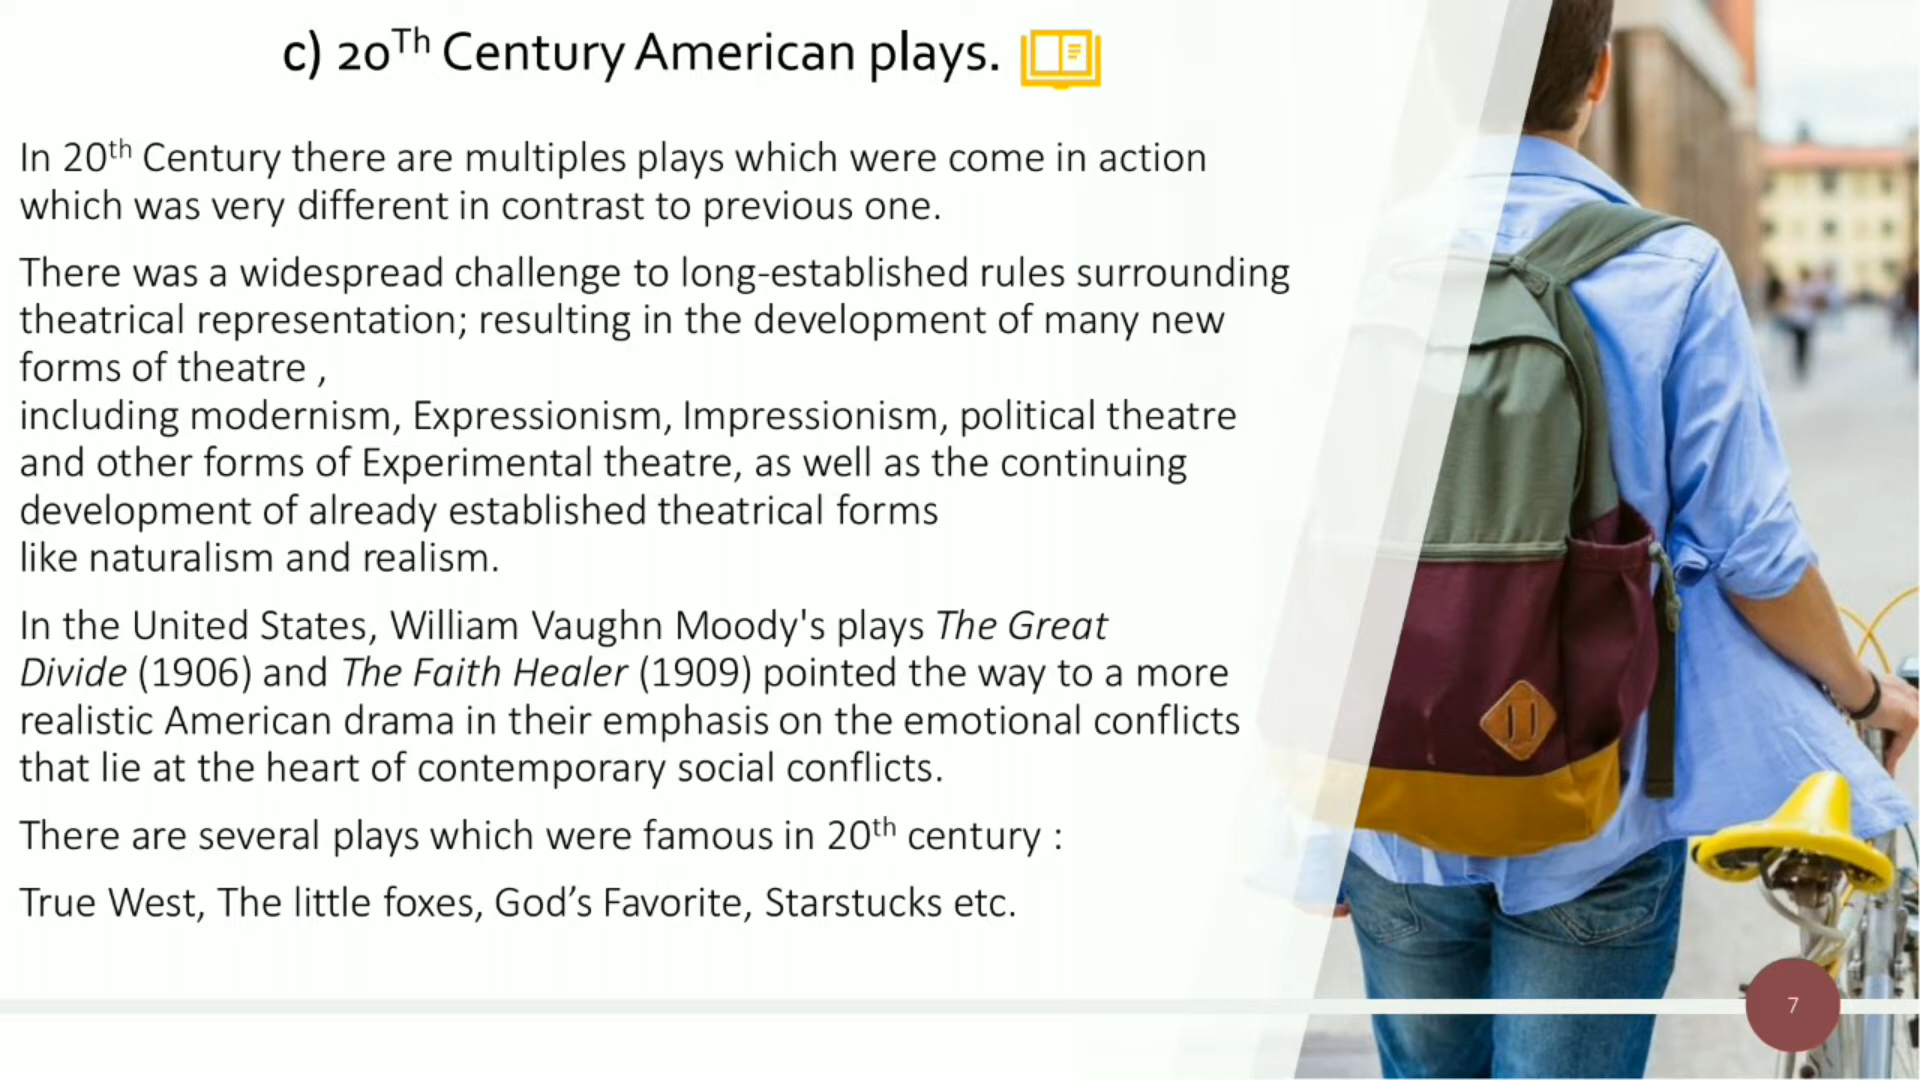 c) 20Th Century American plays.
In 20th Century there are multiples plays which were come in action
which was very different in contrast to previous one.
There was a widespread challenge to long-established rules surrounding
theatrical representation; resulting in the development of many new
forms of theatre ,
including modernism, Expressionism, Impressionism, political theatre
and other forms of Experimental theatre, as well as the continuing
development of already established theatrical forms
like naturalism and realism.
In the United States, William Vaughn Moody's plays The Great
Divide (1906) and The Faith Healer (1909) pointed the way to a more
realistic American drama in their emphasis on the emotional conflicts
that lie at the heart of contemporary social conflicts.
There are several plays which were famous in 20th century :
True West, The little foxes, God’s Favorite, Starstucks etc.
7